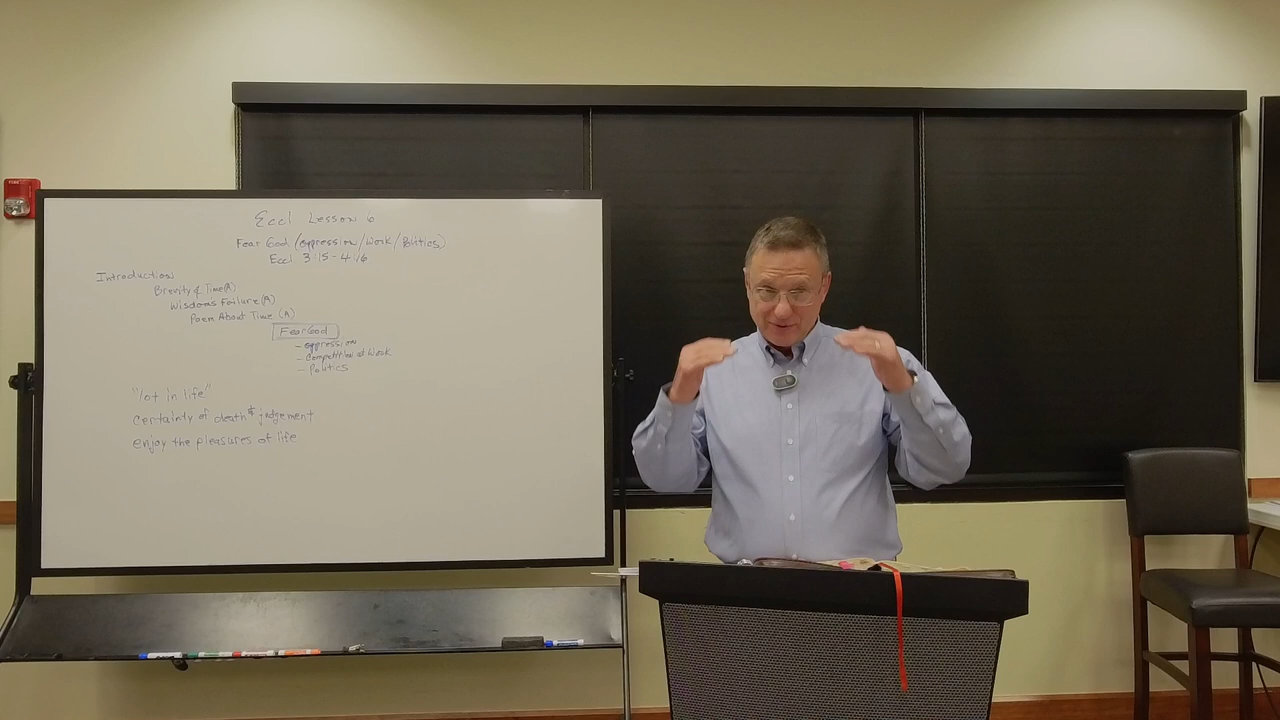 Eccl Lesson 6
Fear God (oppression/Work/Politics)
Eccl 3:15-4:16
Introduction
Brevity of Time (A)
Wisdom's Failure (A)
Poem About Time (A)
Fear God
- oppression
- Competition at Work
- Politics
"lot in life"
certainty of death & judgement
enjoy the pleasures of life
FIRE